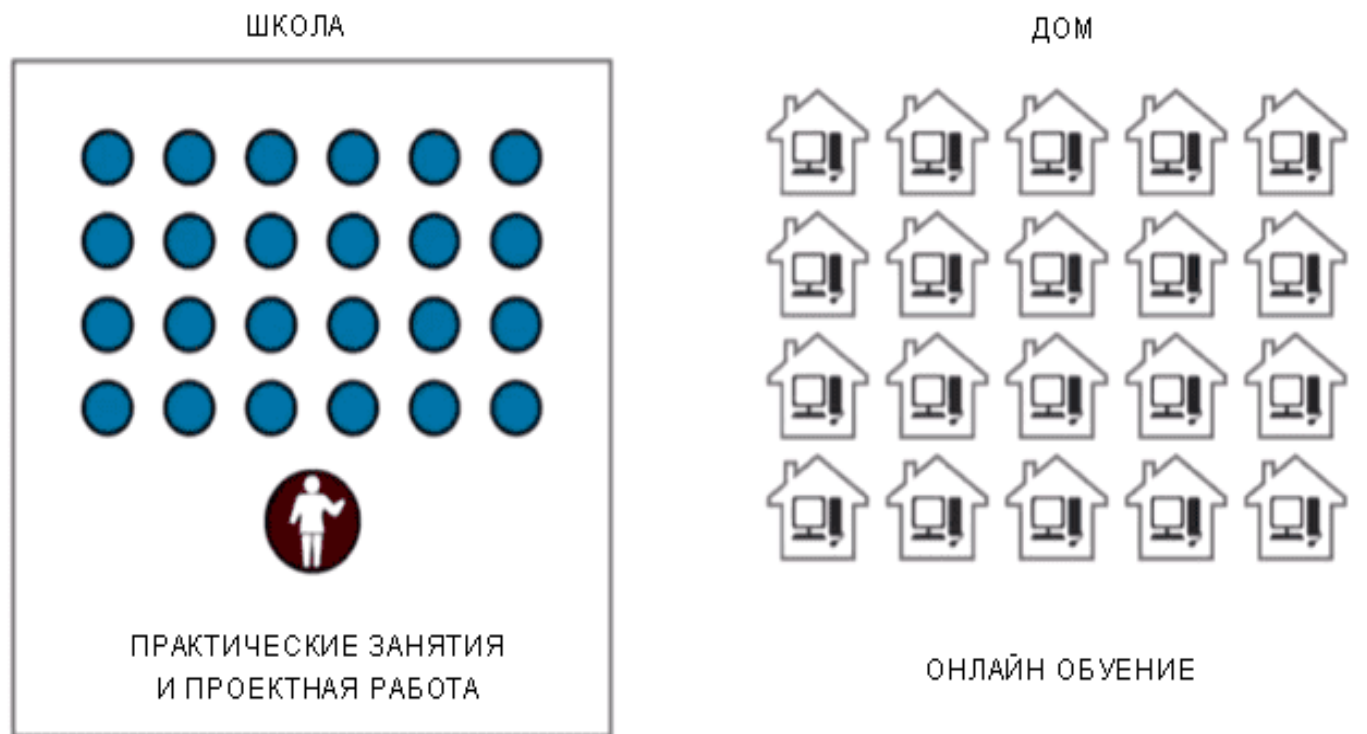 ШКОЛА
ДОМ
ПРАКТИЧЕСКИЕ ЗАНЯТИЯ
И ПРОЕКТНАЯ РАБОТА
ОНЛАЙН ОБУЕНИЕ